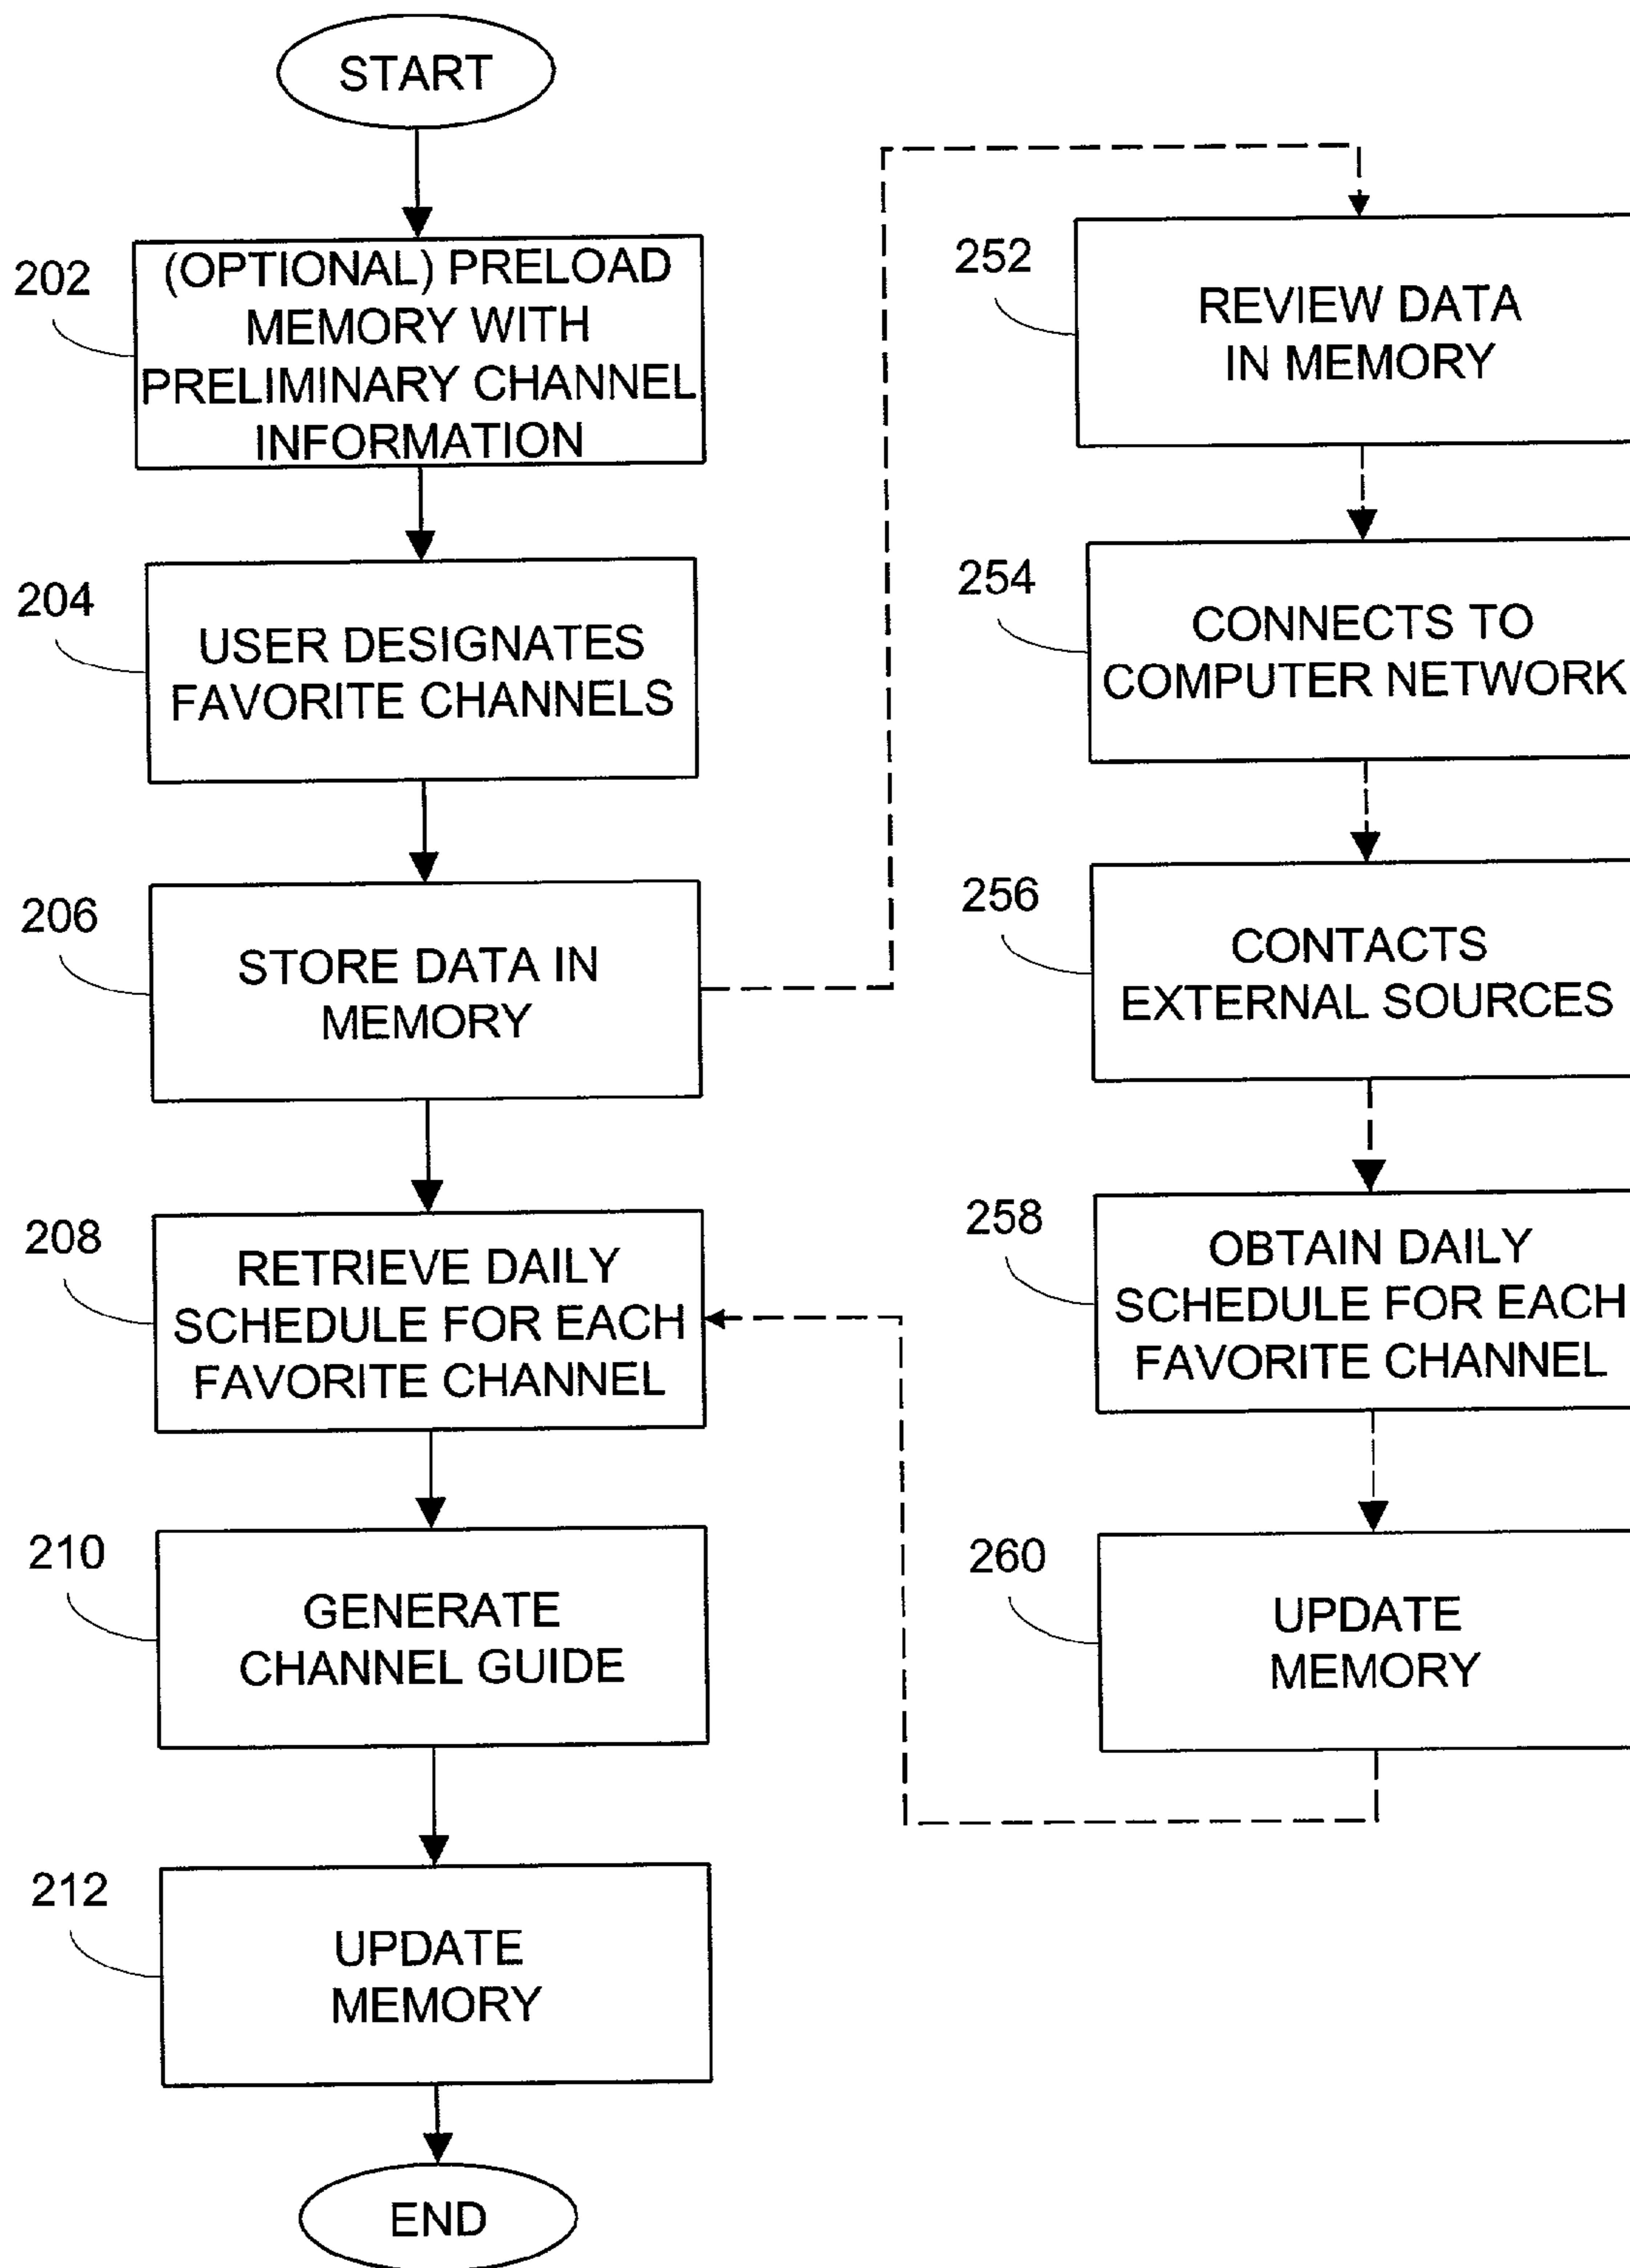 START
202
(OPTIONAL) PRELOAD
MEMORY WITH
PRELIMINARY CHANNEL
INFORMATION
204
USER DESIGNATES
FAVORITE CHANNELS
206
STORE DATA IN
MEMORY
208
RETRIEVE DAILY
SCHEDULE FOR EACH
FAVORITE CHANNEL
210
GENERATE
CHANNEL GUIDE
212
UPDATE
MEMORY
END
252
REVIEW DATA
IN MEMORY
254
CONNECTS TO
COMPUTER NETWORK
256
CONTACTS
EXTERNAL SOURCES
258
OBTAIN DAILY
SCHEDULE FOR EACH
FAVORITE CHANNEL
260
UPDATE
MEMORY